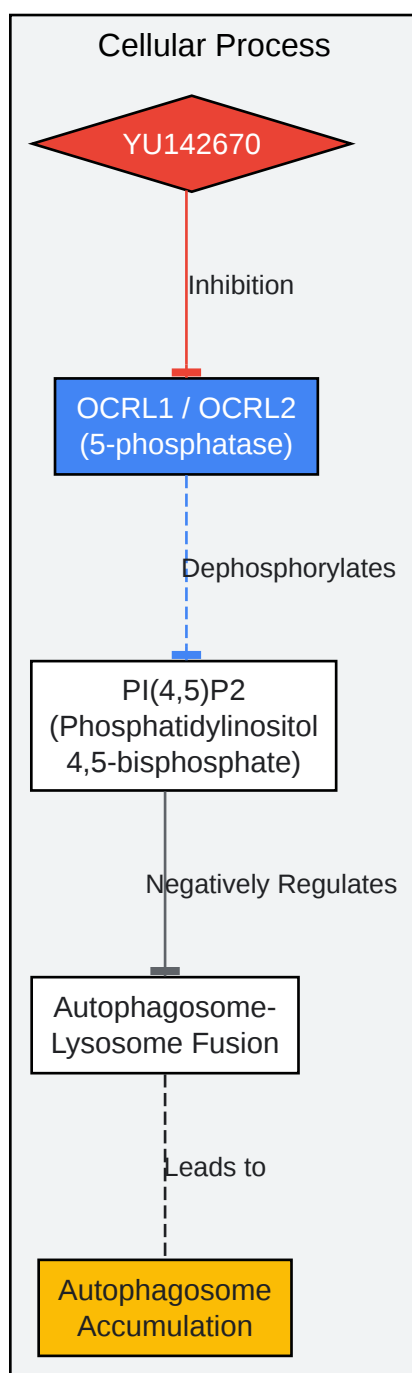 Cellular Process
YU142670
Inhibition
OCRL1 / OCRL2
(5-phosphatase)
Dephosphorylates
PI(4,5)P2
(Phosphatidylinositol
4,5-bisphosphate)
Negatively Regulates
Autophagosome-
Lysosome Fusion
Leads to
Autophagosome
Accumulation